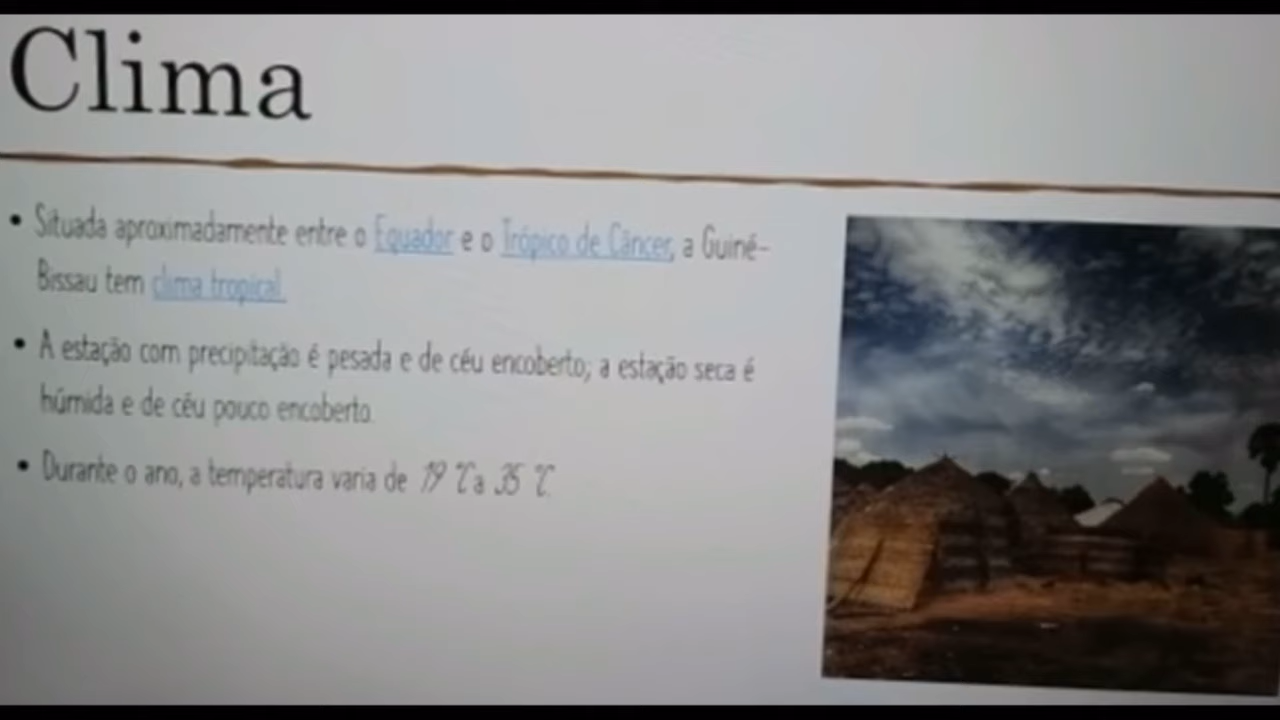 Clima
• Situada aproximadamente entre o Equador e o Trópico de Câncer, a Guiné-
Bissau tem clima tropical.
• A estação com precipitação é pesada e de céu encoberto; a estação seca é
húmida e de céu pouco encoberto.
• Durante o ano, a temperatura varia de 19 °C a 35 °C.